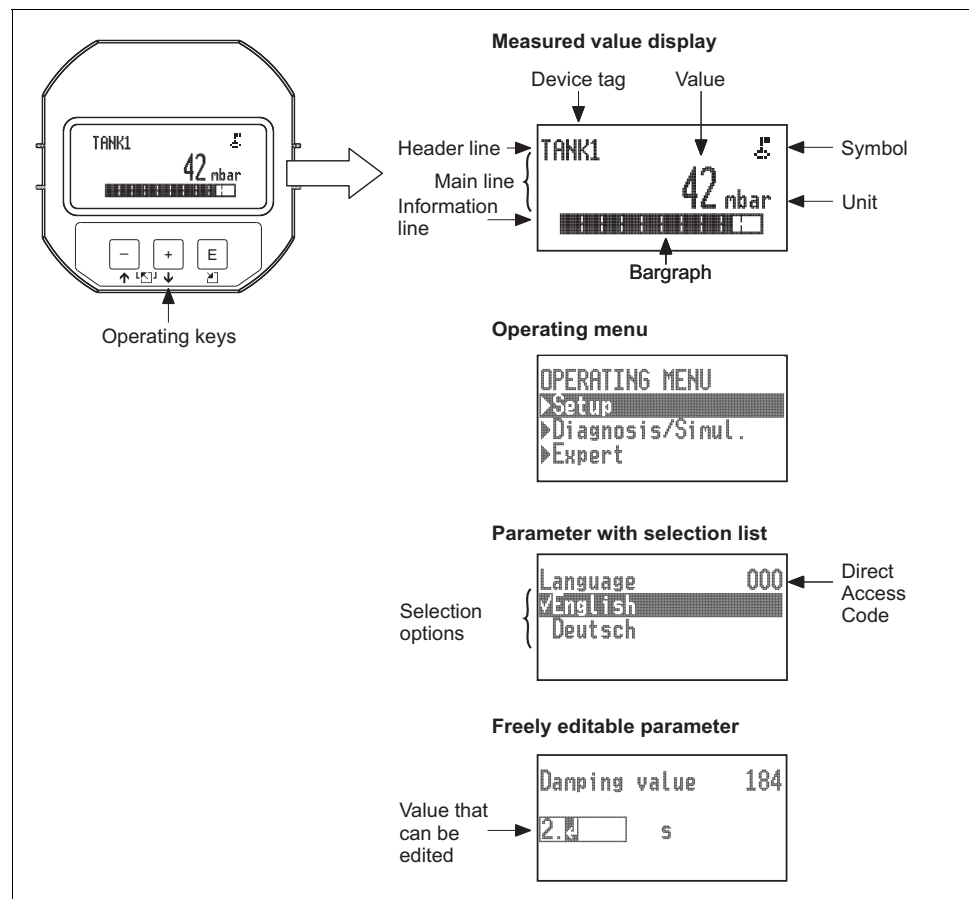 Measured value display
Device tag
Value
TANK1
42 mbar
– + E
Operating keys
Header line
Main line
Information
line
TANK1
42 mbar
Symbol
Unit
Bargraph
Operating menu
OPERATING MENU
Setup
Diagnosis/Simul.
Expert
Parameter with selection list
Selection
options
Language 000
✓English
Deutsch
Direct
Access
Code
Freely editable parameter
Value that
can be
edited
Damping value 184
2. s